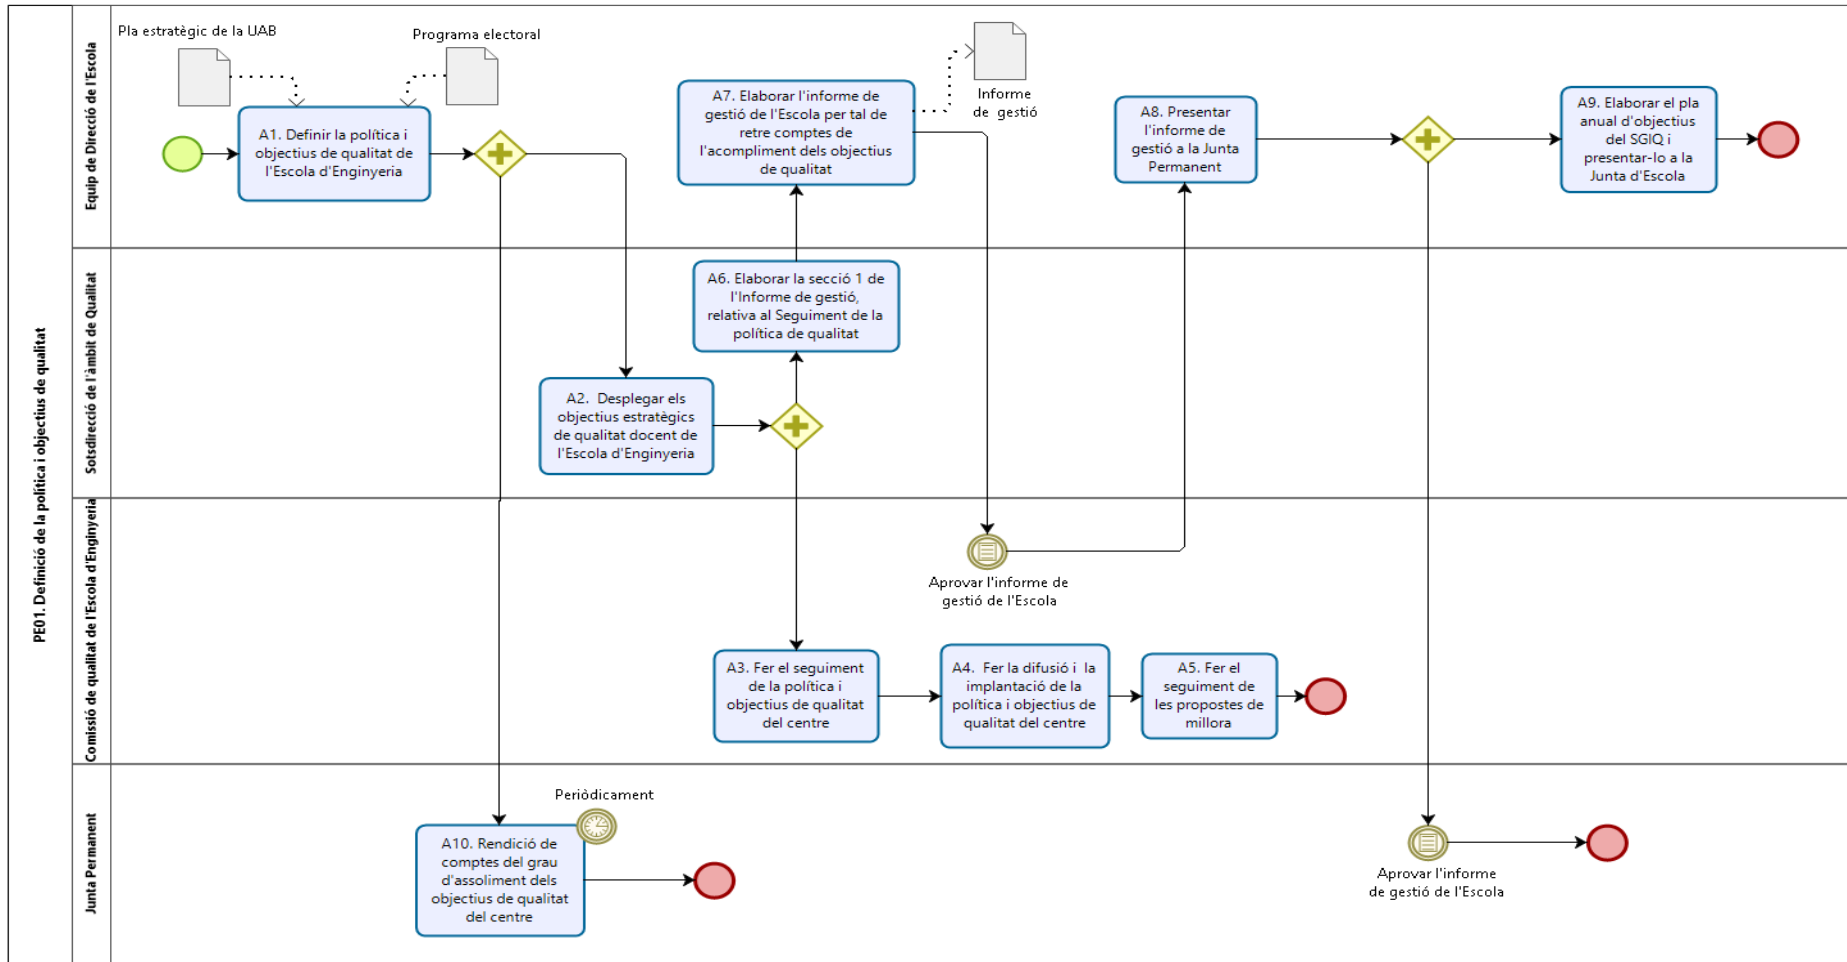 PE01. Definició de la política i objectius de qualitat
Equip de Direcció de l'Escola
Pla estratègic de la UAB
Programa electoral
A1. Definir la política i
objectius de qualitat de
l'Escola d'Enginyeria
A7. Elaborar l'informe de
gestió de l'Escola per tal de
retre comptes de
l'acompliment dels objectius
de qualitat
Informe
de gestió
A8. Presentar
l'informe de
gestió a la Junta
Permanent
A9. Elaborar el pla
anual d'objectius
del SGIQ i
presentar-lo a la
Junta d'Escola
Sotsdirecció de l'àmbit de Qualitat
A6. Elaborar la secció 1 de
l'Informe de gestió,
relativa al Seguiment de la
política de qualitat
A2. Desplegar els
objectius estratègics
de qualitat docent de
l'Escola d'Enginyeria
Comissió de qualitat de l'Escola d'Enginyeria
Aprovar l'informe de
gestió de l'Escola
A3. Fer el seguiment
de la política i
objectius de qualitat
del centre
A4. Fer la difusió i la
implantació de la
política i objectius de
qualitat del centre
A5. Fer el
seguiment de
les propostes de
millora
Junta Permanent
Periòdicament
A10. Rendició de
comptes del grau
d'assoliment dels
objectius de qualitat
del centre
Aprovar l'informe
de gestió de l'Escola